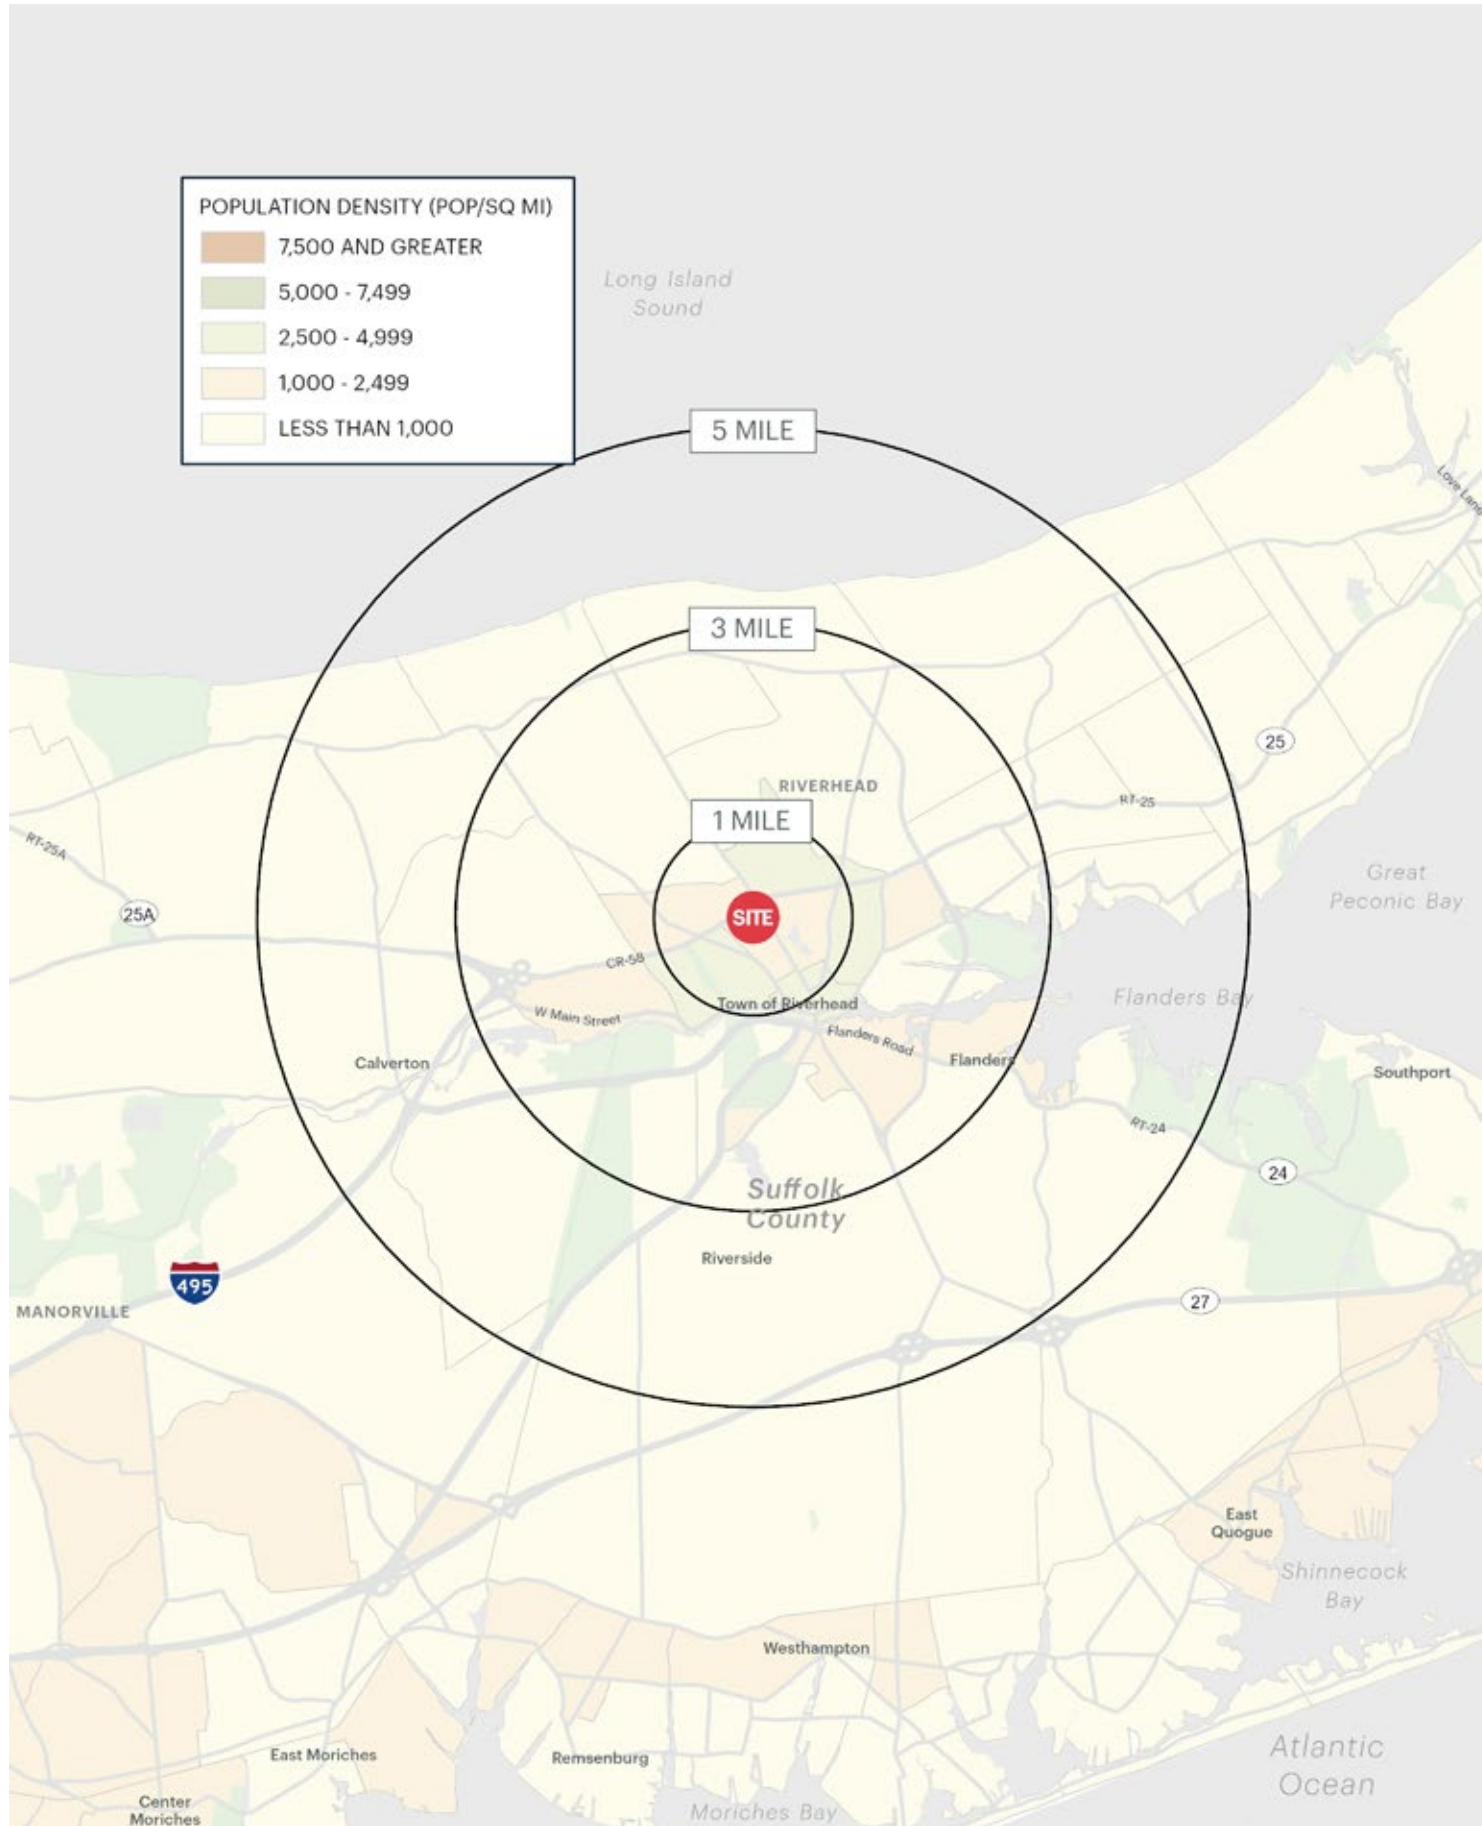 POPULATION DENSITY (POP/SQ MI)
7,500 AND GREATER
5,000 - 7,499
2,500 - 4,999
1,000 - 2,499
LESS THAN 1,000
Long Island
Sound
5 MILE
Love Lane
3 MILE
25
RIVERHEAD
RT-25
1 MILE
RT-25A
Great
Peconic Bay
25A
SITE
CR-58
Flanders Bay
Town of Riverhead
W Main Street
Flanders Road
Calverton
Flanders
Southport
RT-24
24
Suffolk
County
Riverside
495
27
MANORVILLE
East
Quogue
Shinnecock
Bay
Westhampton
East Moriches
Remsenburg
Atlantic
Ocean
Center
Moriches
Moriches Bay